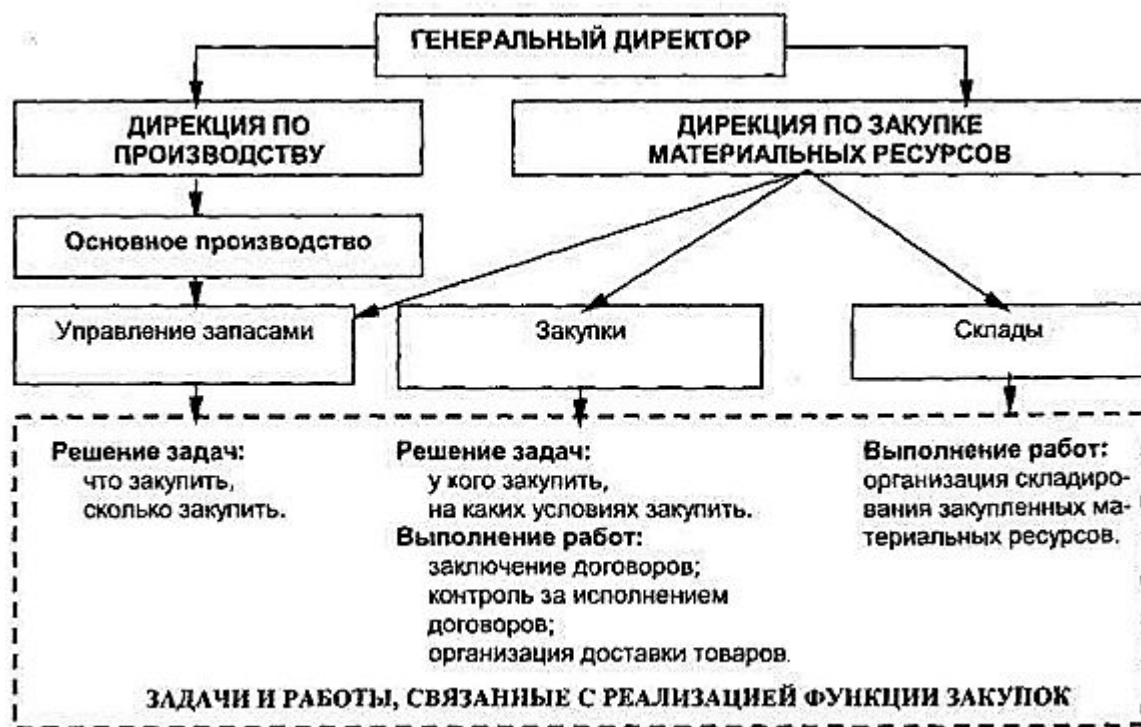 ГЕНЕРАЛЬНЫЙ ДИРЕКТОР
ДИРЕКЦИЯ ПО
ПРОИЗВОДСТВУ
ДИРЕКЦИЯ ПО ЗАКУПКЕ
МАТЕРИАЛЬНЫХ РЕСУРСОВ
Основное производство
Управление запасами
Закупки
Склады
Решение задач:
что закупить,
сколько закупить.
Решение задач:
у кого закупить,
на каких условиях закупить.
Выполнение работ:
заключение договоров;
контроль за исполнением
договоров;
организация доставки товаров.
Выполнение работ:
организация складиро-
вания закупленных ма-
териальных ресурсов.
ЗАДАЧИ И РАБОТЫ, СВЯЗАННЫЕ С РЕАЛИЗАЦИЕЙ ФУНКЦИИ ЗАКУПОК